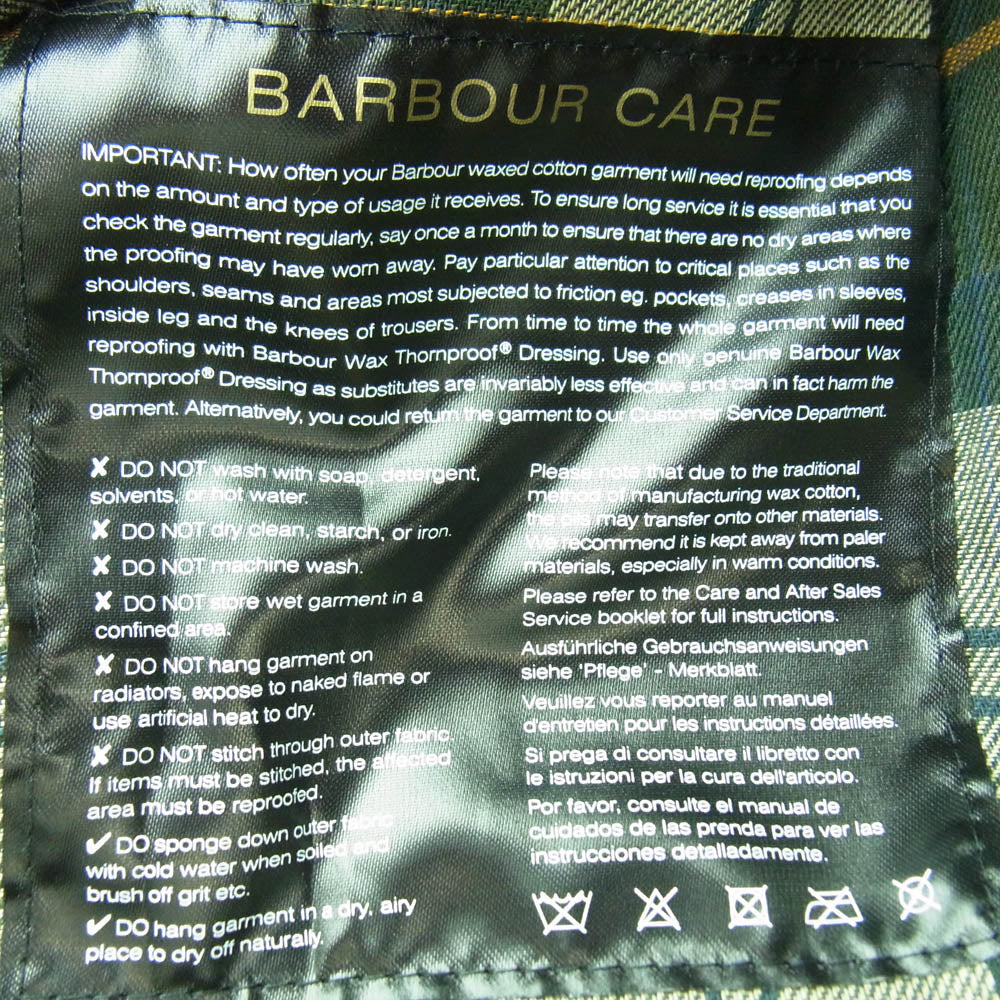 BARBOUR CARE
IMPORTANT: How often your Barbour waxed cotton garment will need reproofing depends
on the amount and type of usage it receives. To ensure long service it is essential that you
check the garment regularly, say once a month to ensure that there are no dry areas where
the proofing may have worn away. Pay particular attention to critical places such as the
shoulders, seams and areas most subjected to friction eg. pockets, creases in sleeves,
inside leg and the knees of trousers. From time to time the whole garment will need
reproofing with Barbour Wax Thornproof® Dressing. Use only genuine Barbour Wax
Thornproof® Dressing as substitutes are invariably less effective and can in fact harm the
garment. Alternatively, you could return the garment to our Customer Service Department.
✘ DO NOT wash with soap, detergent,
solvents, or hot water.
✘ DO NOT dry clean, starch, or iron.
✘ DO NOT machine wash.
✘ DO NOT store wet garment in a
confined area.
✘ DO NOT hang garment on
radiators, expose to naked flame or
use artificial heat to dry.
✘ DO NOT stitch through outer fabric.
If items must be stitched, the affected
area must be reproofed.
✔ DO sponge down outer fabric
with cold water when soiled and
brush off grit etc.
✔ DO hang garment in a dry, airy
place to dry off naturally.
Please note that due to the traditional
method of manufacturing wax cotton,
the oils may transfer onto other materials.
We recommend it is kept away from paler
materials, especially in warm conditions.
Please refer to the Care and After Sales
Service booklet for full instructions.
Ausführliche Gebrauchsanweisungen
siehe 'Pflege' - Merkblatt.
Veuillez vous reporter au manuel
d'entretien pour les instructions détaillées.
Si prega di consultare il libretto con
le istruzioni per la cura dell'articolo.
Por favor, consulte el manual de
cuidados de las prenda para ver las
instrucciones detalladamente.